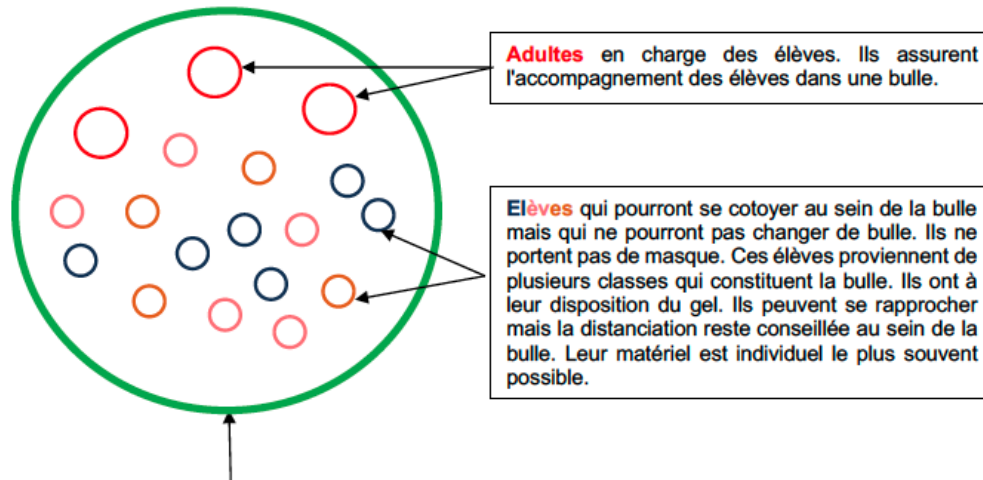 Adultes en charge des élèves. Ils assurent
l'accompagnement des élèves dans une bulle.
Elèves qui pourront se cotoyer au sein de la bulle
mais qui ne pourront pas changer de bulle. Ils ne
portent pas de masque. Ces élèves proviennent de
plusieurs classes qui constituent la bulle. Ils ont à
leur disposition du gel. Ils peuvent se rapprocher
mais la distanciation reste conseillée au sein de la
bulle. Leur matériel est individuel le plus souvent
possible.